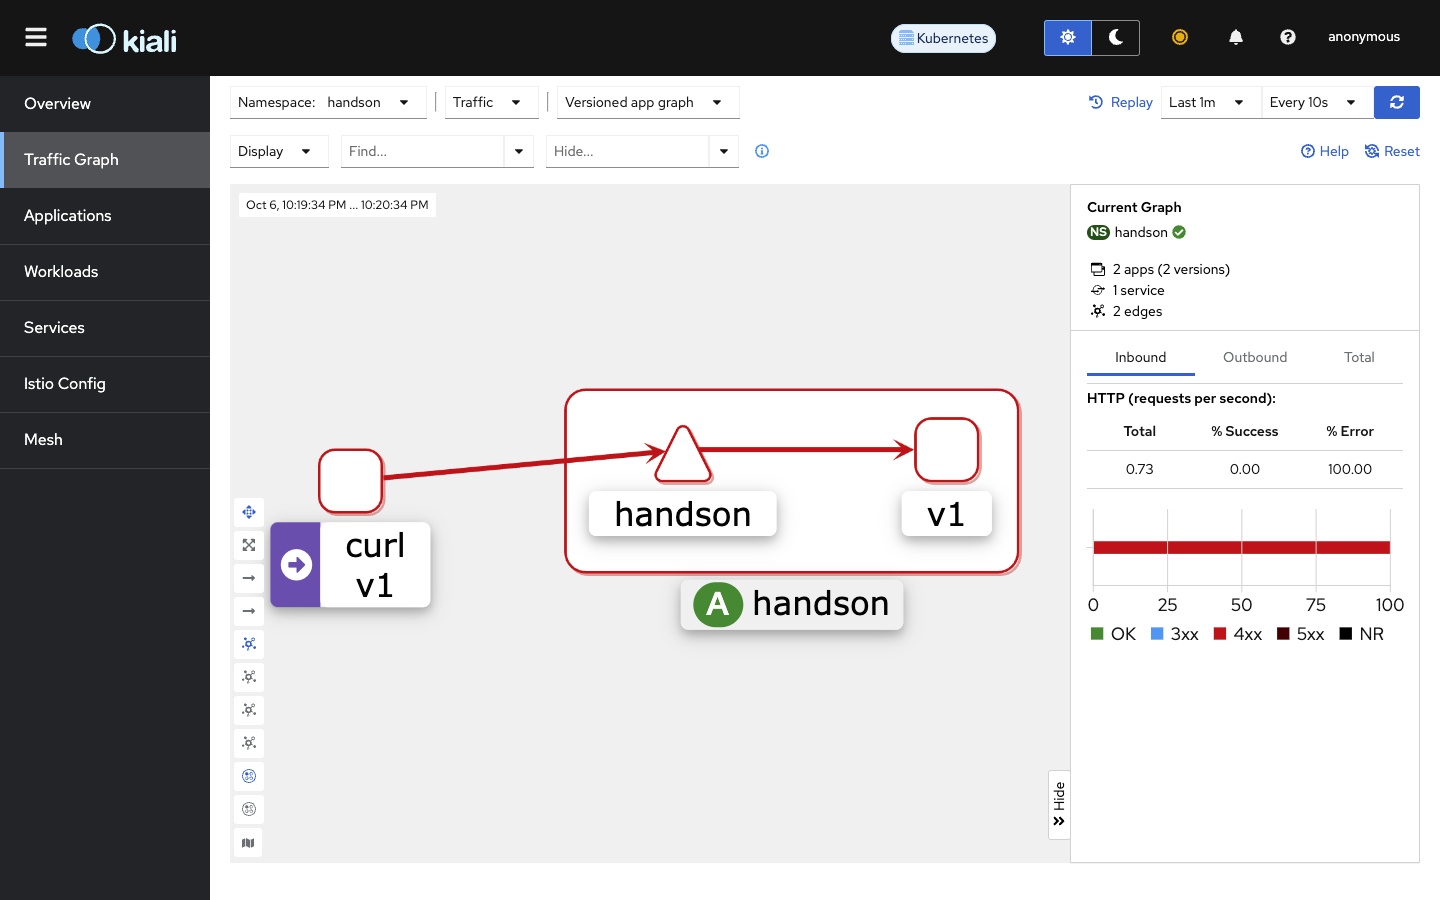 kiali
Kubernetes
anonymous
Overview
Traffic Graph
Applications
Workloads
Services
Istio Config
Mesh
Namespace: handson
Traffic
Versioned app graph
Replay
Last 1m
Every 10s
Display
Find...
Hide...
Help
Reset
Oct 6, 10:19:34 PM ... 10:20:34 PM
curl
v1
handson
v1
A handson
Hide
Current Graph
NS handson
2 apps (2 versions)
1 service
2 edges
Inbound Outbound Total
HTTP (requests per second):
Total % Success % Error
0.73 0.00 100.00
0 25 50 75 100
OK 3xx 4xx 5xx NR